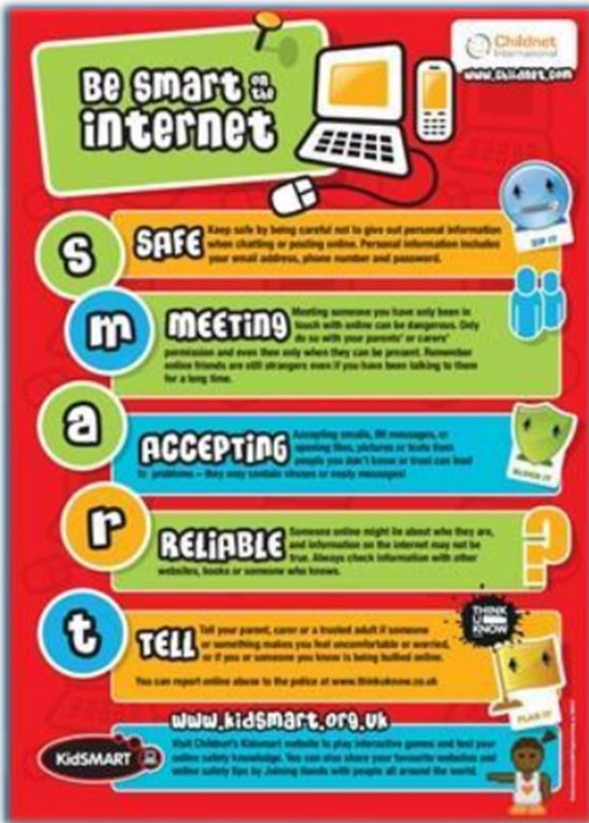 Childnet
International
www.childnet.com
Be smart on the
internet
s
SAFE
Keep safe by being careful not to give out personal information
when chatting or posting online. Personal information includes
your email address, phone number and password.
ZIP IT
m
MEETING
Meeting someone you have only been in
touch with online can be dangerous. Only
do so with your parents' or carers'
permission and even then only when they can be present. Remember
online friends are still strangers even if you have been talking to them
for a long time.
a
ACCEPTING
Accepting emails, IM messages, or
opening files, pictures or texts from
people you don't know or trust can lead
to problems – they may contain viruses or nasty messages!
BLOCK IT
r
RELIABLE
Someone online might lie about who they are,
and information on the internet may not be
true. Always check information with other
websites, books or someone who knows.
?
t
TELL
Tell your parent, carer or a trusted adult if someone
or something makes you feel uncomfortable or worried,
or if you or someone you know is being bullied online.
You can report online abuse to the police at www.thinkuknow.co.uk
THINK
U
KNOW
FLAG IT
www.kidsmart.org.uk
KidSMART
Visit Childnet's Kidsmart website to play interactive games and test your
online safety knowledge. You can also share your favourite websites and
online safety tips by Joining Hands with people all around the world.